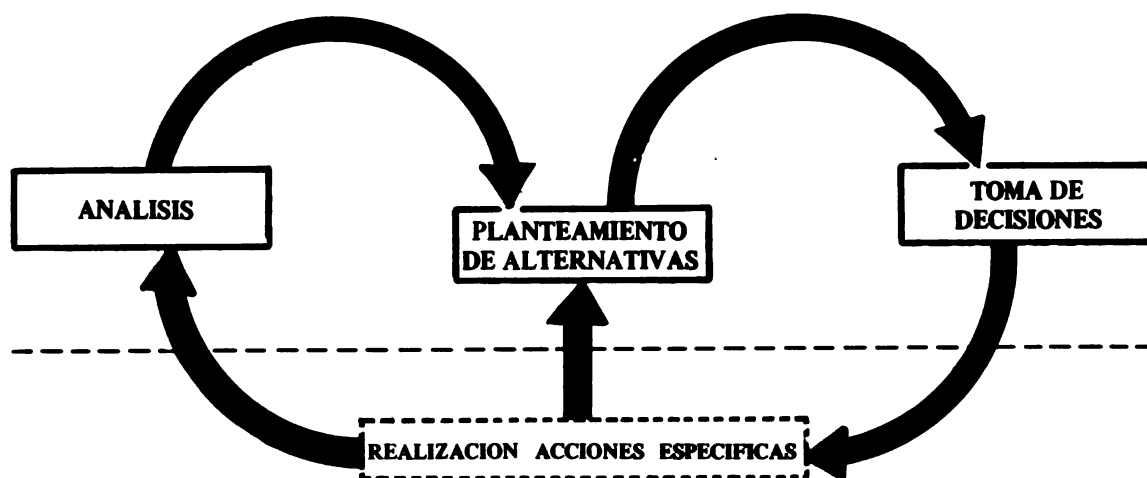 ANALISIS
PLANTEAMIENTO
DE ALTERNATIVAS
TOMA DE
DECISIONES
REALIZACION ACCIONES ESPECIFICAS